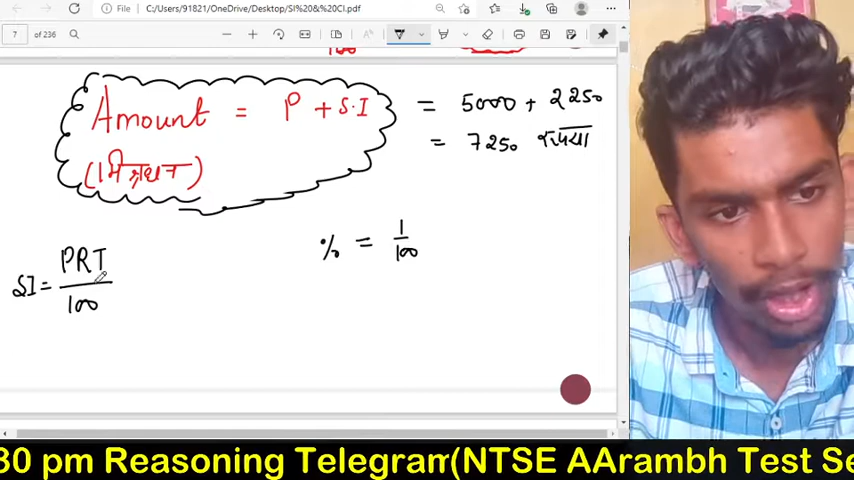 File | C:/Users/91821/OneDrive/Desktop/SI%20&%20CI.pdf
7 of 236
100
Amount = P + S.I = 5000 + 2250
(मिश्रधन) = 7250 रुपया
% = 1/100
SI = PRT/100
30 pm Reasoning Telegram(NTSE AArambh Test Se